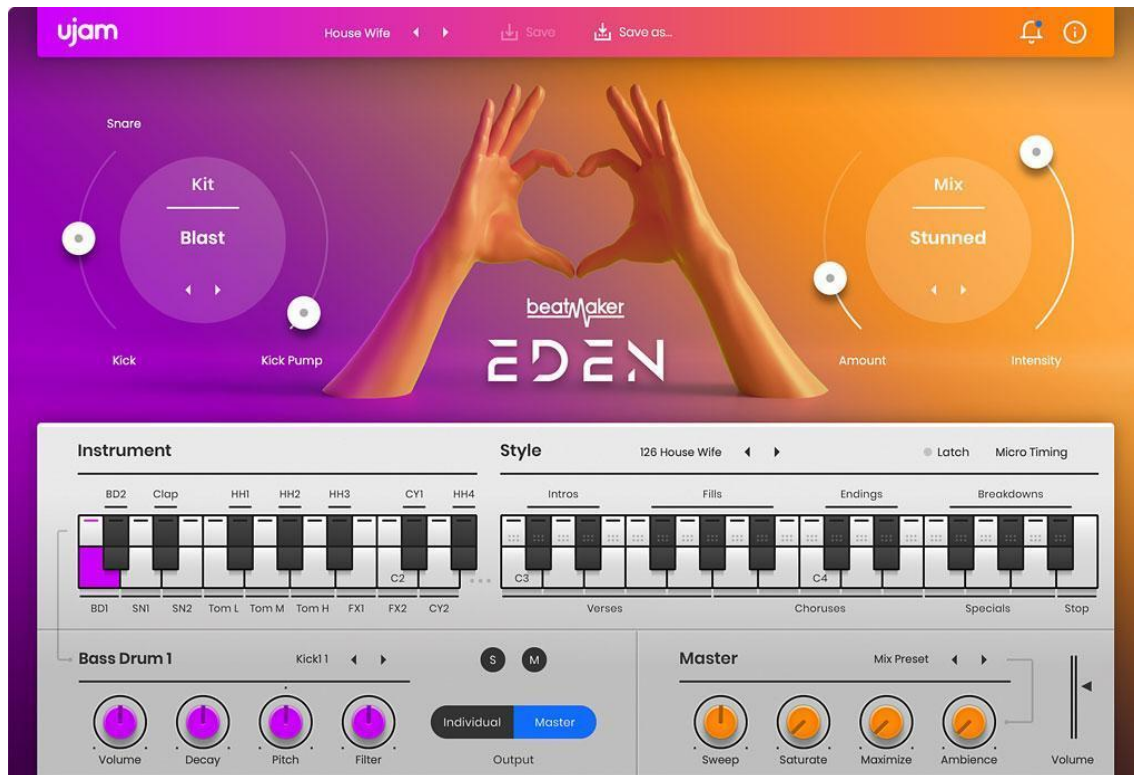 ujam
House Wife
Save
Save as...
Snare
Kit
Blast
Kick
Kick Pump
Mix
Stunned
Amount
Intensity
beatMaker
EDEN
Instrument
BD2 Clap HH1 HH2 HH3 CY1 HH4
C2
BD1 SN1 SN2 Tom L Tom M Tom H FX1 FX2 CY2
Style
126 House Wife
Latch
Micro Timing
Intros Fills Endings Breakdowns
C3 C4
Verses Choruses Specials Stop
Bass Drum 1
Kick1 1
S M
Volume Decay Pitch Filter
Individual Master
Output
Master
Mix Preset
Sweep Saturate Maximize Ambience
Volume